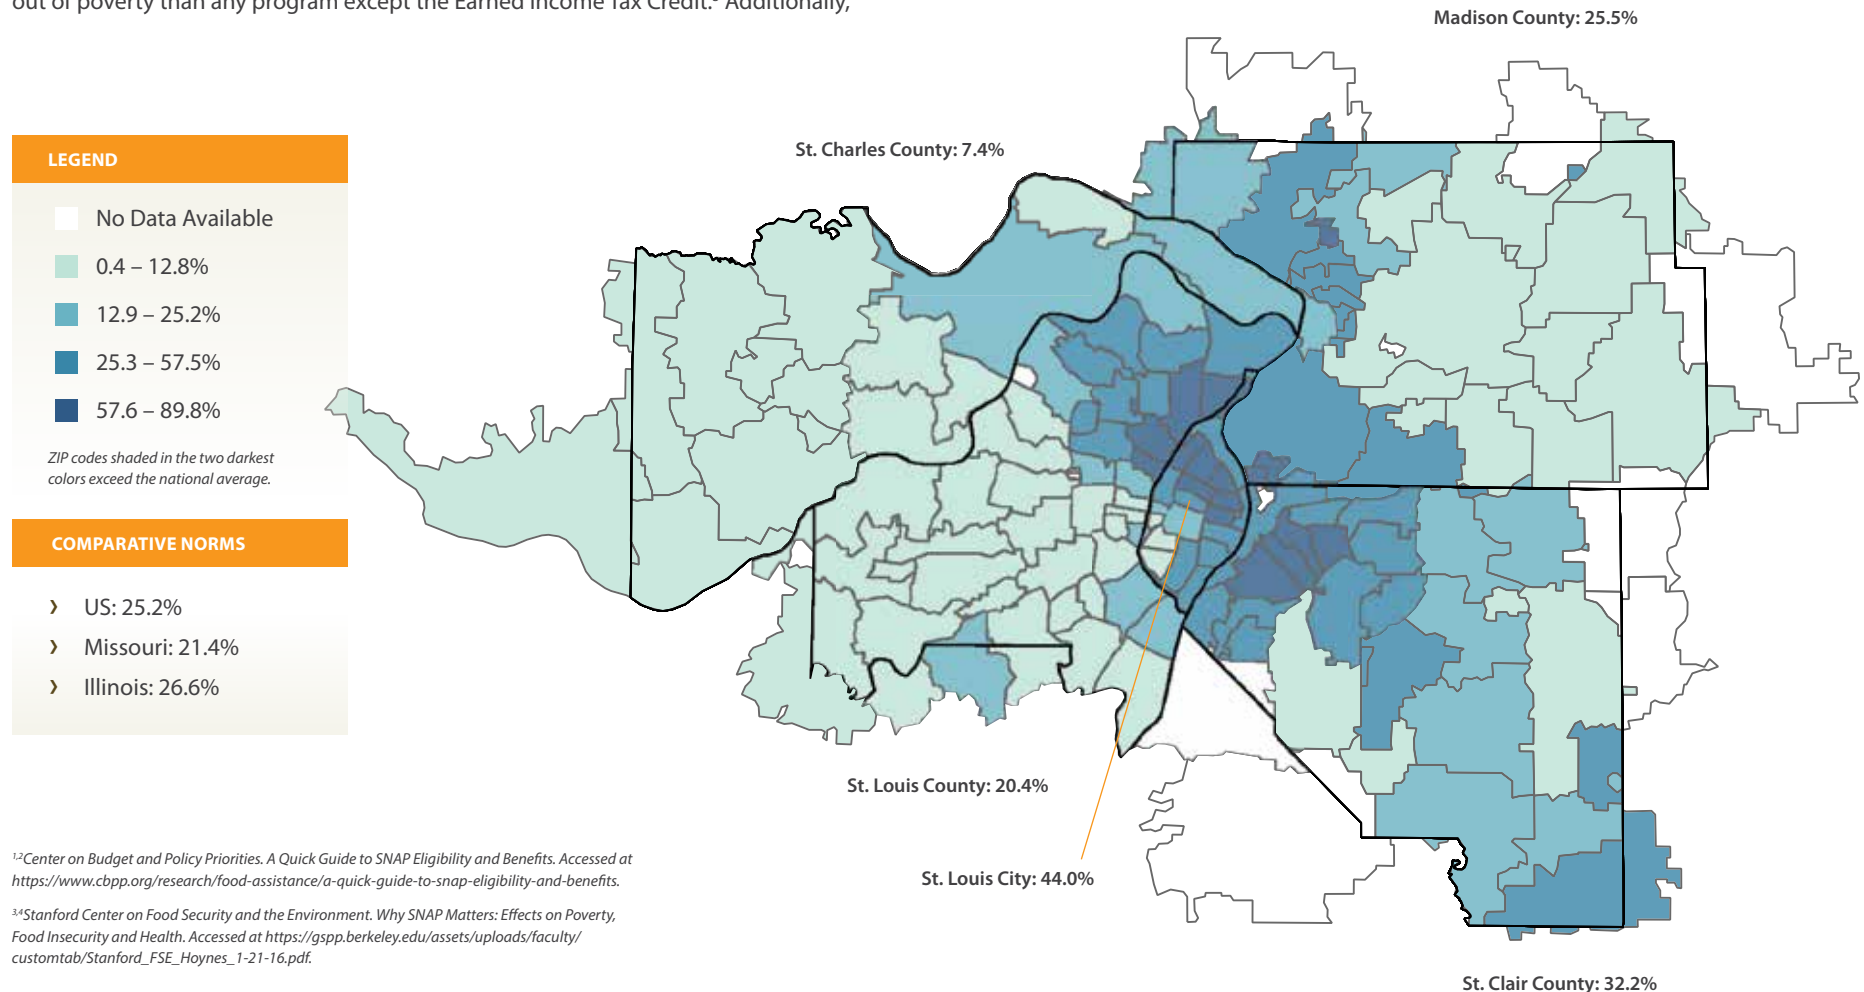 out of poverty than any program except the Earned Income Tax Credit.³ Additionally,
Madison County: 25.5%
St. Charles County: 7.4%
LEGEND
No Data Available
0.4 – 12.8%
12.9 – 25.2%
25.3 – 57.5%
57.6 – 89.8%
ZIP codes shaded in the two darkest
colors exceed the national average.
COMPARATIVE NORMS
› US: 25.2%
› Missouri: 21.4%
› Illinois: 26.6%
St. Louis County: 20.4%
St. Louis City: 44.0%
St. Clair County: 32.2%
1,2Center on Budget and Policy Priorities. A Quick Guide to SNAP Eligibility and Benefits. Accessed at
https://www.cbpp.org/research/food-assistance/a-quick-guide-to-snap-eligibility-and-benefits.
3,4Stanford Center on Food Security and the Environment. Why SNAP Matters: Effects on Poverty,
Food Insecurity and Health. Accessed at https://gspp.berkeley.edu/assets/uploads/faculty/
customtab/Stanford_FSE_Hoynes_1-21-16.pdf.